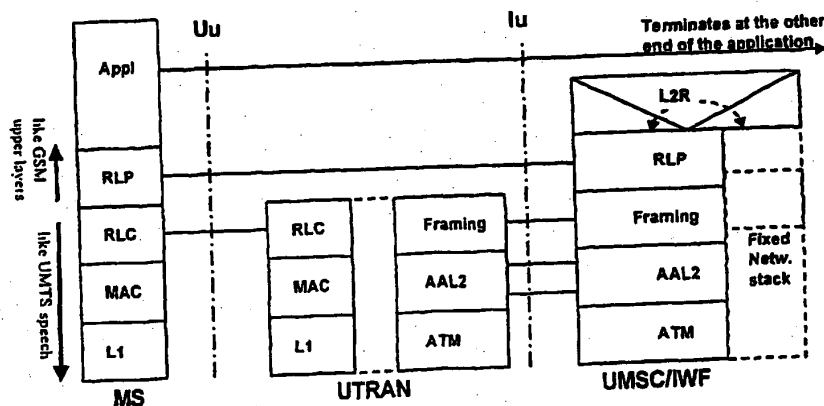 Uu
Iu
Terminates at the other
end of the application
Appl
L2R
like GSM
upper layers
RLP
RLP
like UMTS speech
RLC
RLC
Framing
Framing
MAC
MAC
AAL2
AAL2
Fixed
Netw.
stack
L1
L1
ATM
ATM
MS
UTRAN
UMSC/IWF